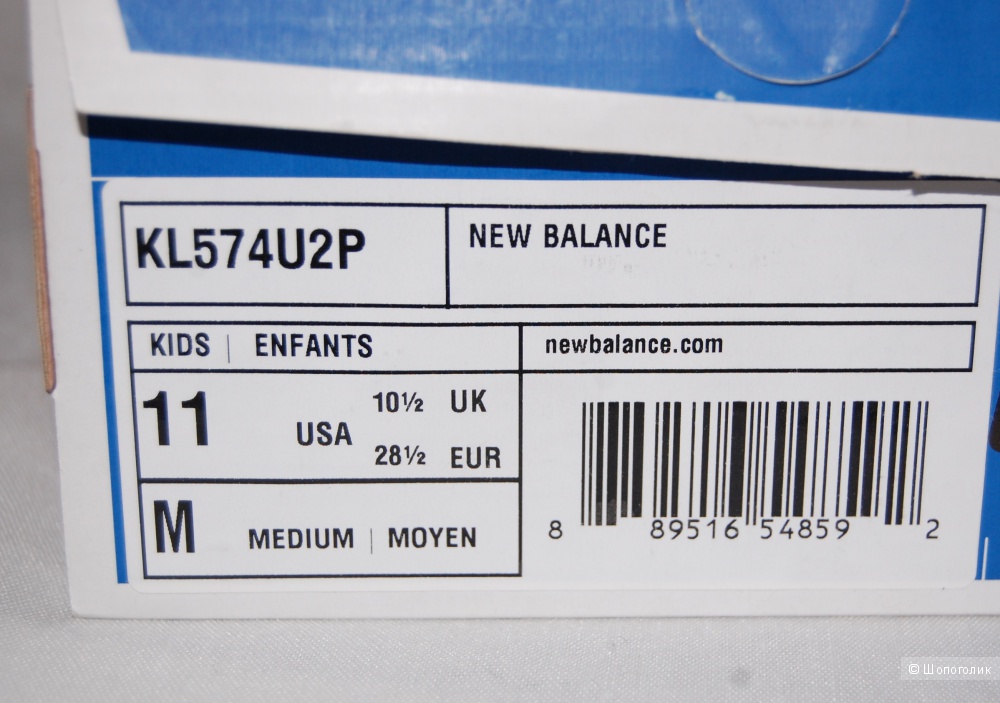 KL574U2P
NEW BALANCE
KIDS | ENFANTS
newbalance.com
11 USA 10½ UK
28½ EUR
M MEDIUM | MOYEN
8 89516 54859 2
© Шопоголик